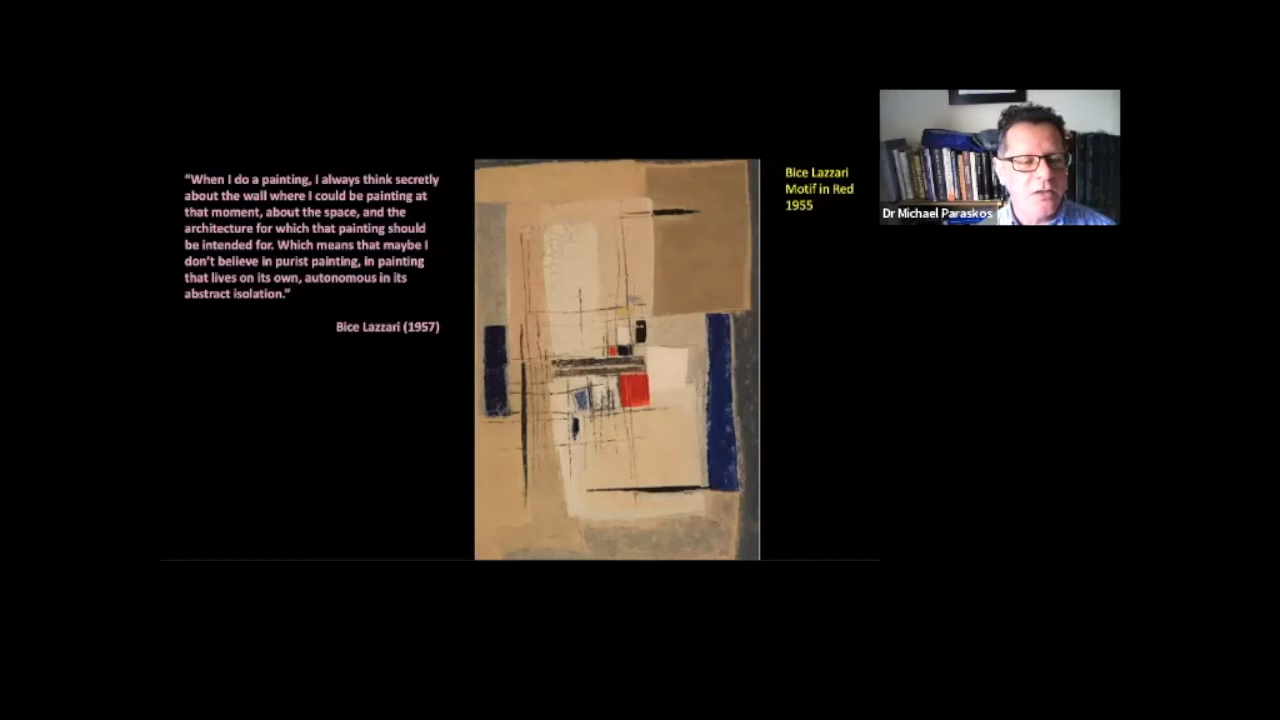 "When I do a painting, I always think secretly
about the wall where I could be painting at
that moment, about the space, and the
architecture for which that painting should
be intended for. Which means that maybe I
don't believe in purist painting, in painting
that lives on its own, autonomous in its
abstract isolation."
Bice Lazzari (1957)
Bice Lazzari
Motif in Red
1955
Dr Michael Paraskos